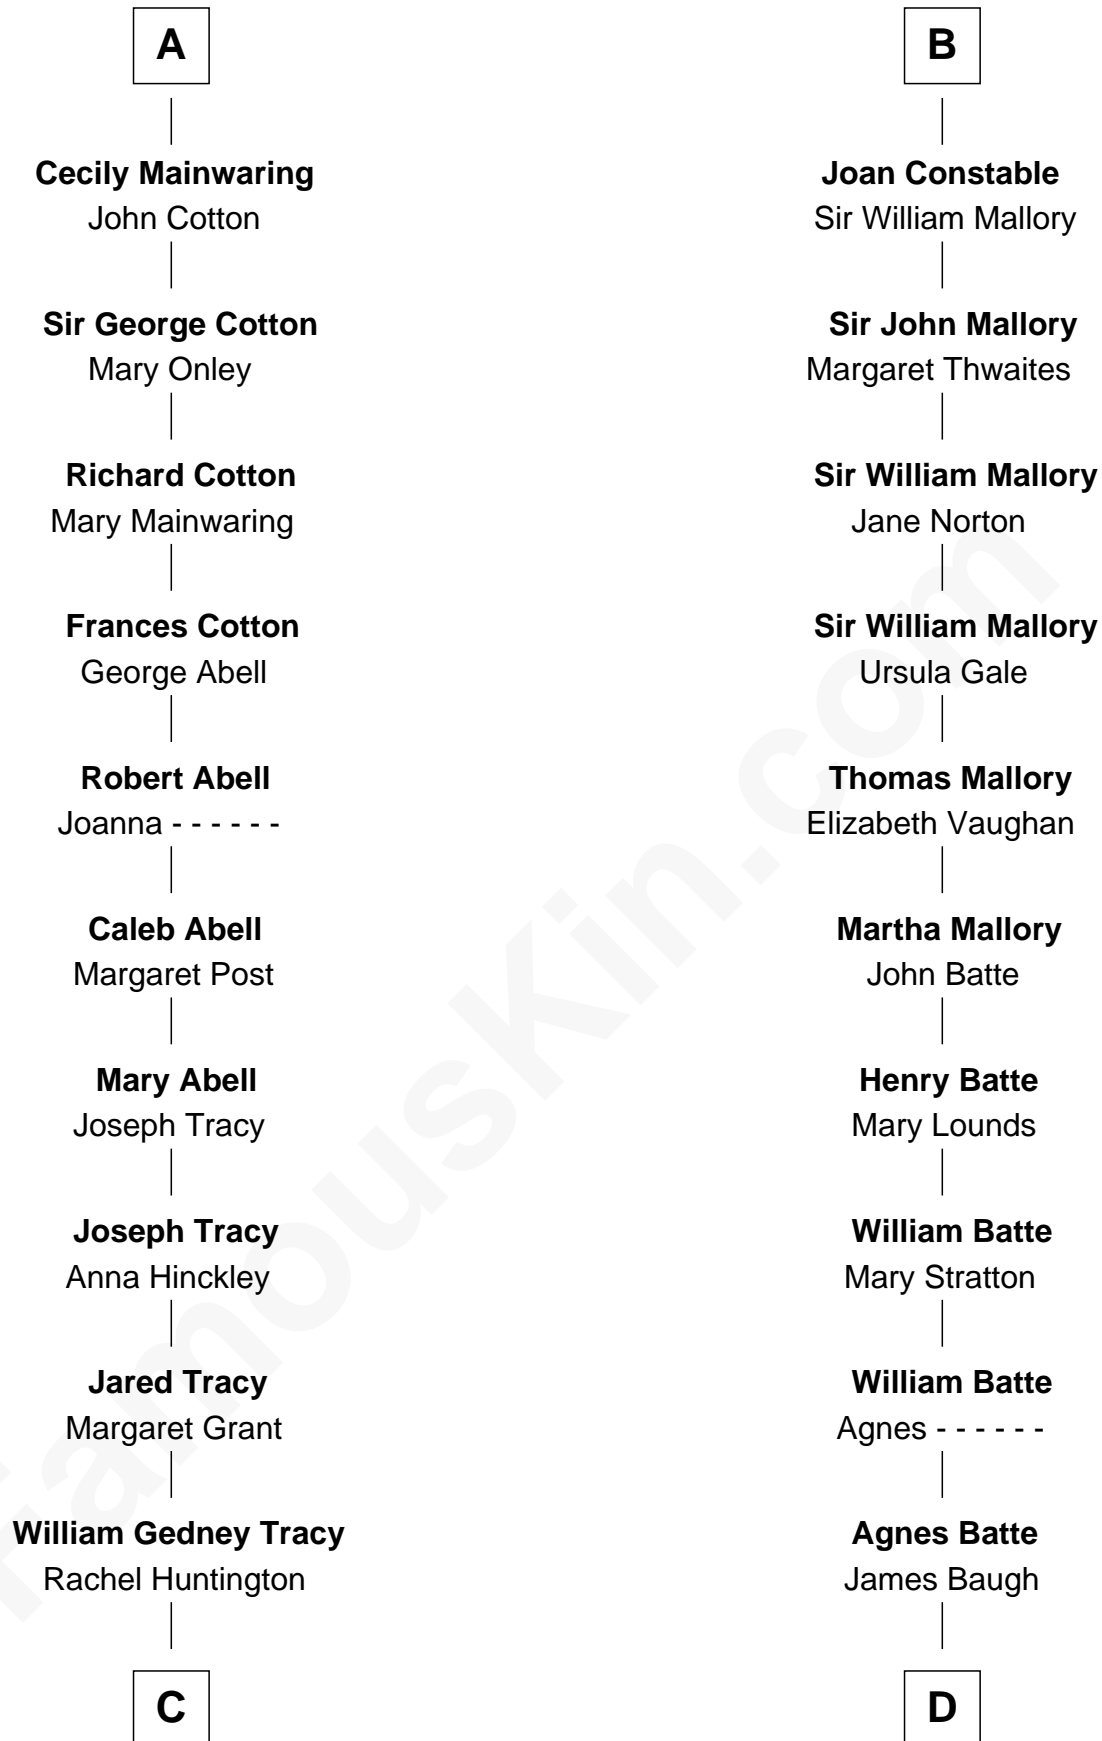 A
Cecily Mainwaring
John Cotton
Sir George Cotton
Mary Onley
Richard Cotton
Mary Mainwaring
Frances Cotton
George Abell
Robert Abell
Joanna - - - - - -
Caleb Abell
Margaret Post
Mary Abell
Joseph Tracy
Joseph Tracy
Anna Hinckley
Jared Tracy
Margaret Grant
William Gedney Tracy
Rachel Huntington
C
B
Joan Constable
Sir William Mallory
Sir John Mallory
Margaret Thwaites
Sir William Mallory
Jane Norton
Sir William Mallory
Ursula Gale
Thomas Mallory
Elizabeth Vaughan
Martha Mallory
John Batte
Henry Batte
Mary Lounds
William Batte
Mary Stratton
William Batte
Agnes - - - - - -
Agnes Batte
James Baugh
D
FamousKin.com